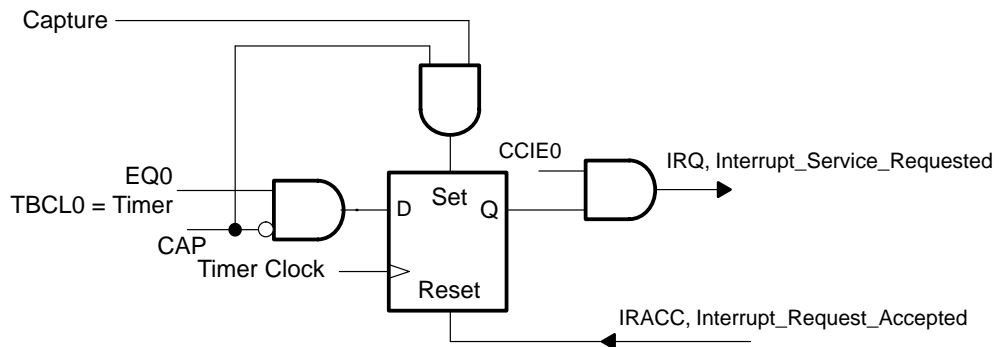 Capture
CCIE0
IRQ, Interrupt_Service_Requested
EQ0
TBCL0 = Timer
CAP
Set
D
Q
Timer Clock
Reset
IRACC, Interrupt_Request_Accepted